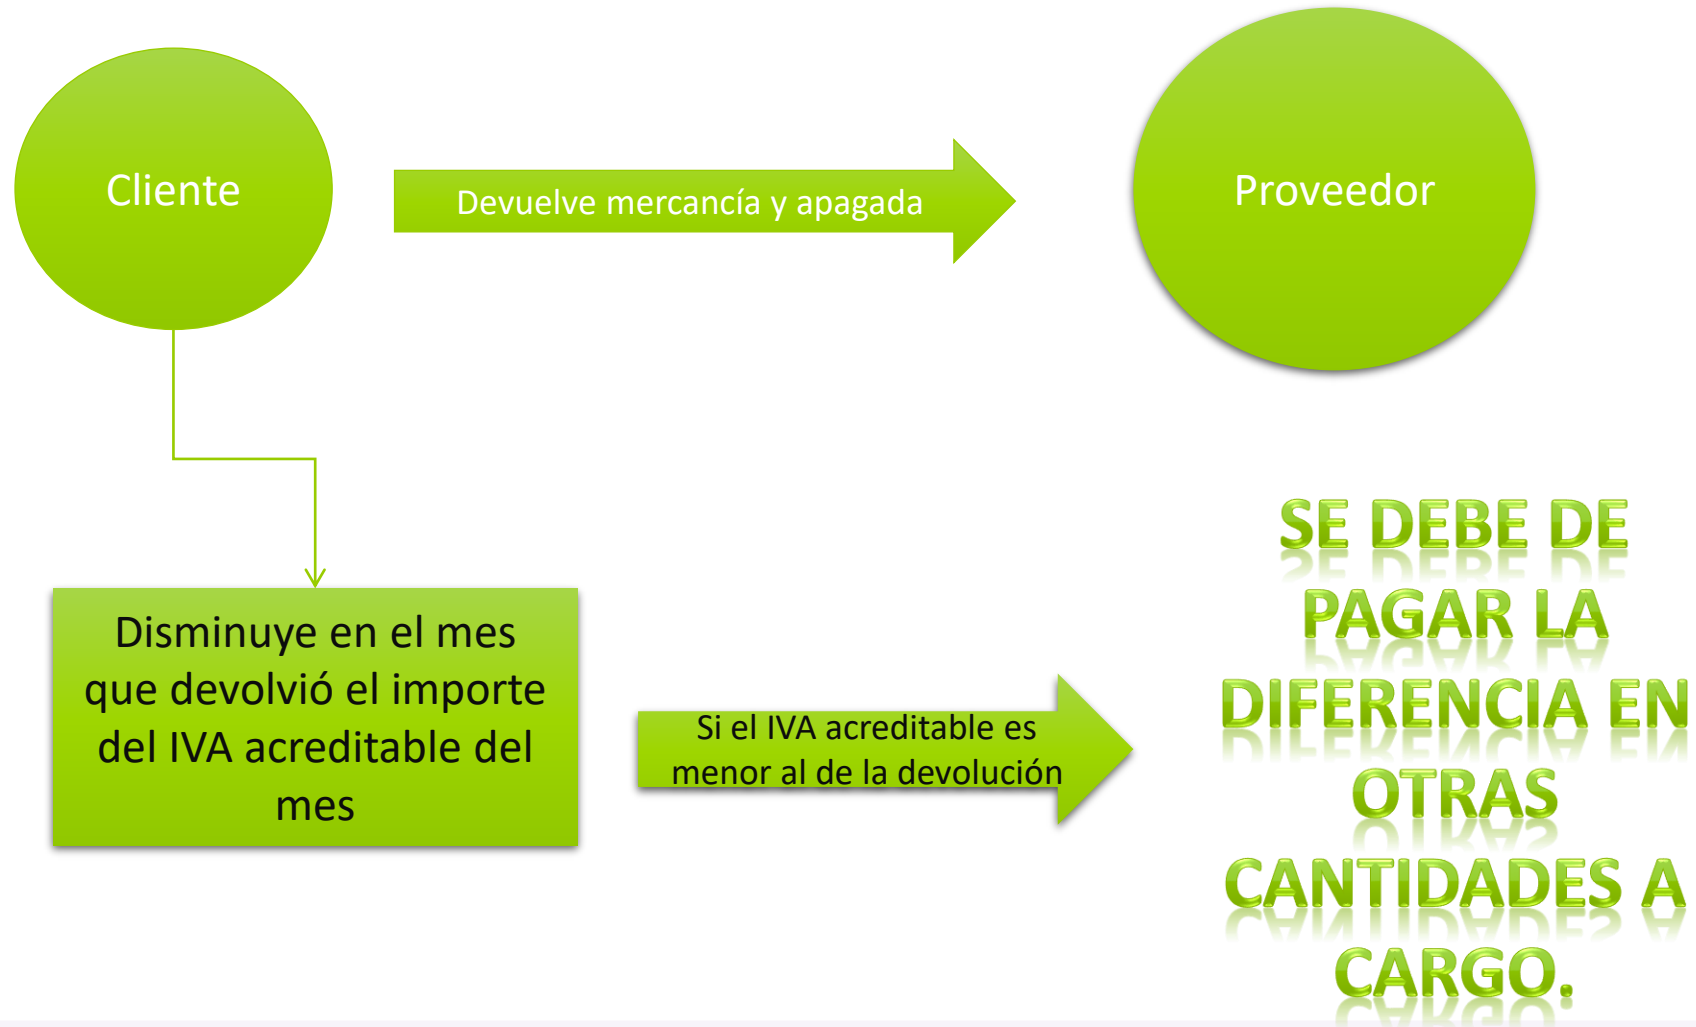 Cliente
Devuelve mercancía y apagada
Proveedor
Disminuye en el mes
que devolvió el importe
del IVA acreditable del
mes
Si el IVA acreditable es
menor al de la devolución
SE DEBE DE
PAGAR LA
DIFERENCIA EN
OTRAS
CANTIDADES A
CARGO.